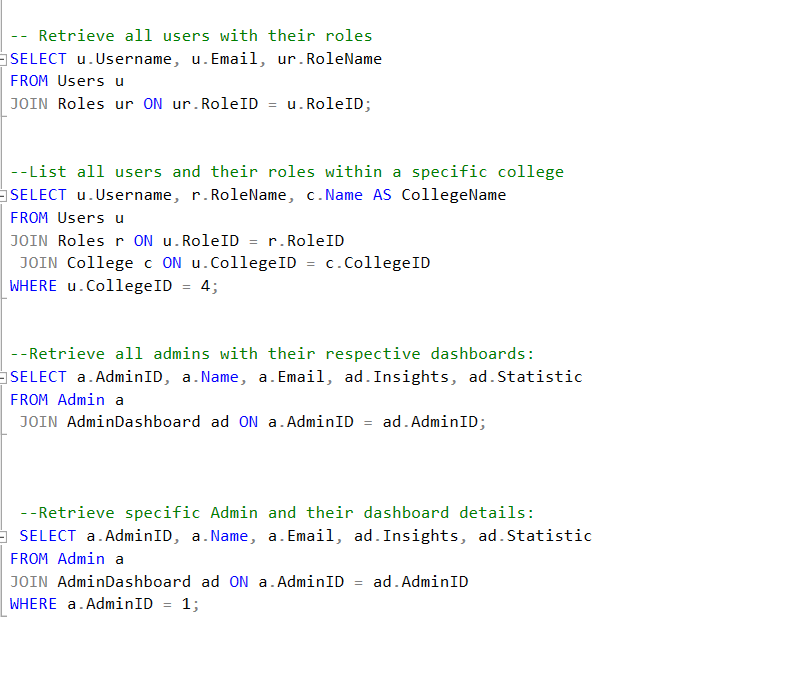 -- Retrieve all users with their roles
SELECT u.Username, u.Email, ur.RoleName
FROM Users u
JOIN Roles ur ON ur.RoleID = u.RoleID;
--List all users and their roles within a specific college
SELECT u.Username, r.RoleName, c.Name AS CollegeName
FROM Users u
JOIN Roles r ON u.RoleID = r.RoleID
JOIN College c ON u.CollegeID = c.CollegeID
WHERE u.CollegeID = 4;
--Retrieve all admins with their respective dashboards:
SELECT a.AdminID, a.Name, a.Email, ad.Insights, ad.Statistic
FROM Admin a
JOIN AdminDashboard ad ON a.AdminID = ad.AdminID;
--Retrieve specific Admin and their dashboard details:
SELECT a.AdminID, a.Name, a.Email, ad.Insights, ad.Statistic
FROM Admin a
JOIN AdminDashboard ad ON a.AdminID = ad.AdminID
WHERE a.AdminID = 1;